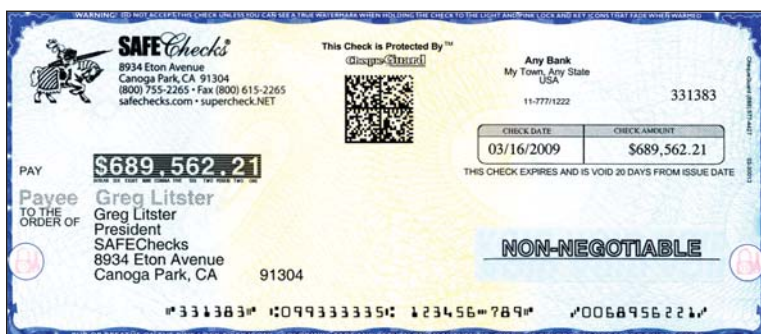 WARNING: DO NOT ACCEPT THIS CHECK UNLESS YOU CAN SEE A TRUE WATERMARK WHEN HOLDING THE CHECK TO THE LIGHT AND PINK LOCK AND KEY ICONS THAT FADE WHEN WARMED
SAFEChecks®
8934 Eton Avenue
Canoga Park, CA 91304
(800) 755-2265 • Fax (800) 615-2265
safechecks.com • supercheck.NET
This Check is Protected By™
Cheque Guard
Any Bank
My Town, Any State
USA
11-777/1222
331383
CHECK DATE CHECK AMOUNT
03/16/2009 $689,562.21
THIS CHECK EXPIRES AND IS VOID 20 DAYS FROM ISSUE DATE
PAY $689,562.21
Payee Greg Litster
TO THE
ORDER OF
Greg Litster
President
SAFEChecks
8934 Eton Avenue
Canoga Park, CA 91304
NON-NEGOTIABLE
⑈331383⑈ ⑆099333335⑆ 123456⑉789⑈ ⑇0068956221⑇